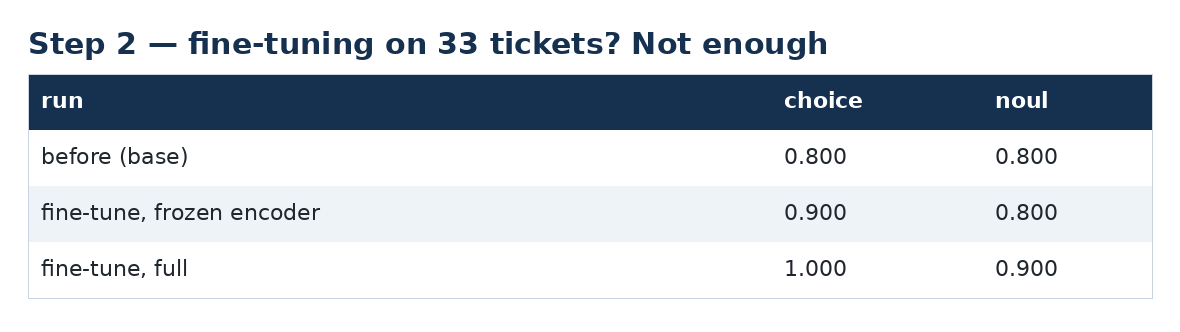 Step 2 — fine-tuning on 33 tickets? Not enough
run choice noul
before (base) 0.800 0.800
fine-tune, frozen encoder 0.900 0.800
fine-tune, full 1.000 0.900